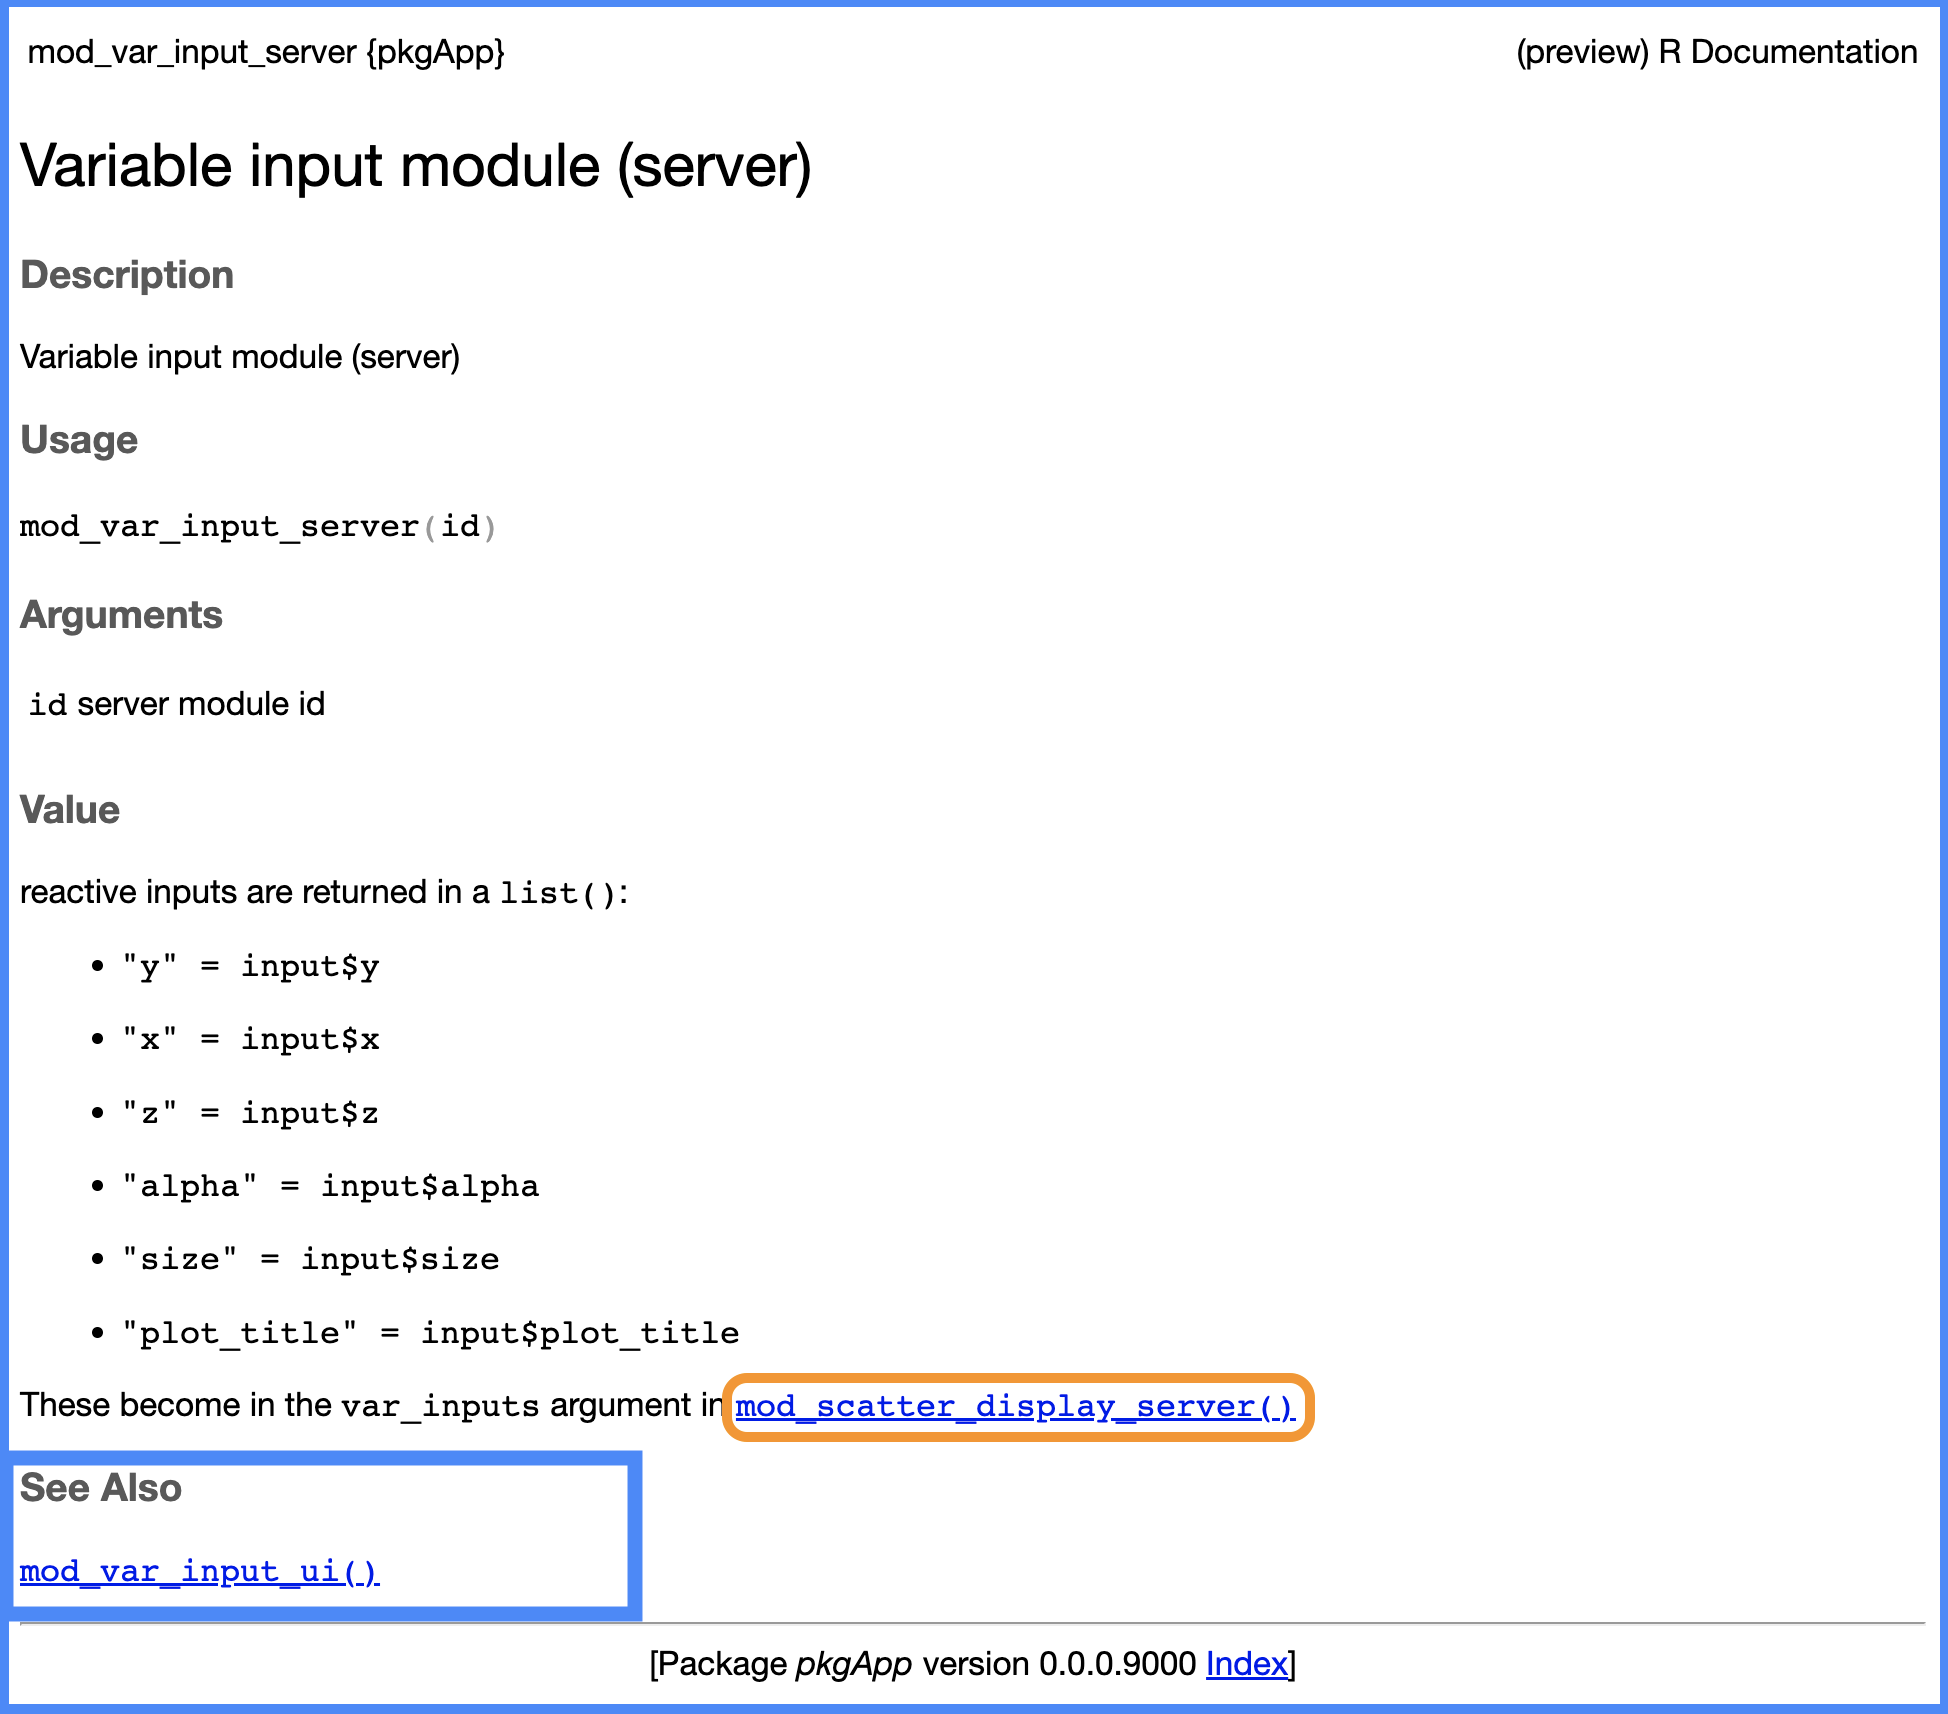 mod_var_input_server {pkgApp} (preview) R Documentation
Variable input module (server)
Description
Variable input module (server)
Usage
mod_var_input_server(id)
Arguments
id server module id
Value
reactive inputs are returned in a list():
• "y" = input$y
• "x" = input$x
• "z" = input$z
• "alpha" = input$alpha
• "size" = input$size
• "plot_title" = input$plot_title
These become in the var_inputs argument in mod_scatter_display_server()
See Also
mod_var_input_ui()
[Package pkgApp version 0.0.0.9000 Index]